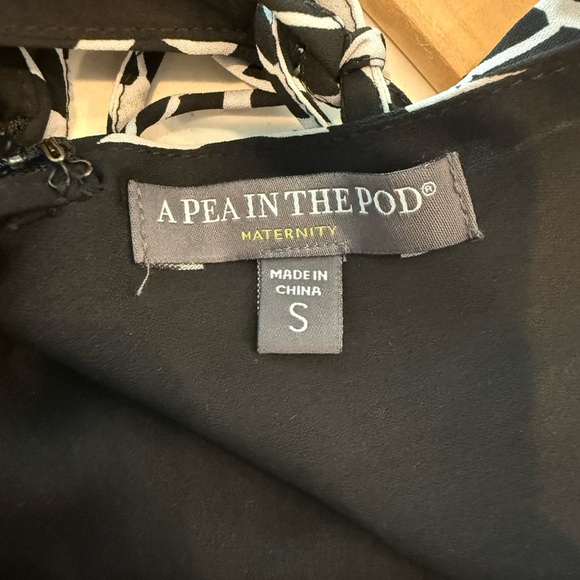 A PEA IN THE POD®
MATERNITY
MADE IN
CHINA
S